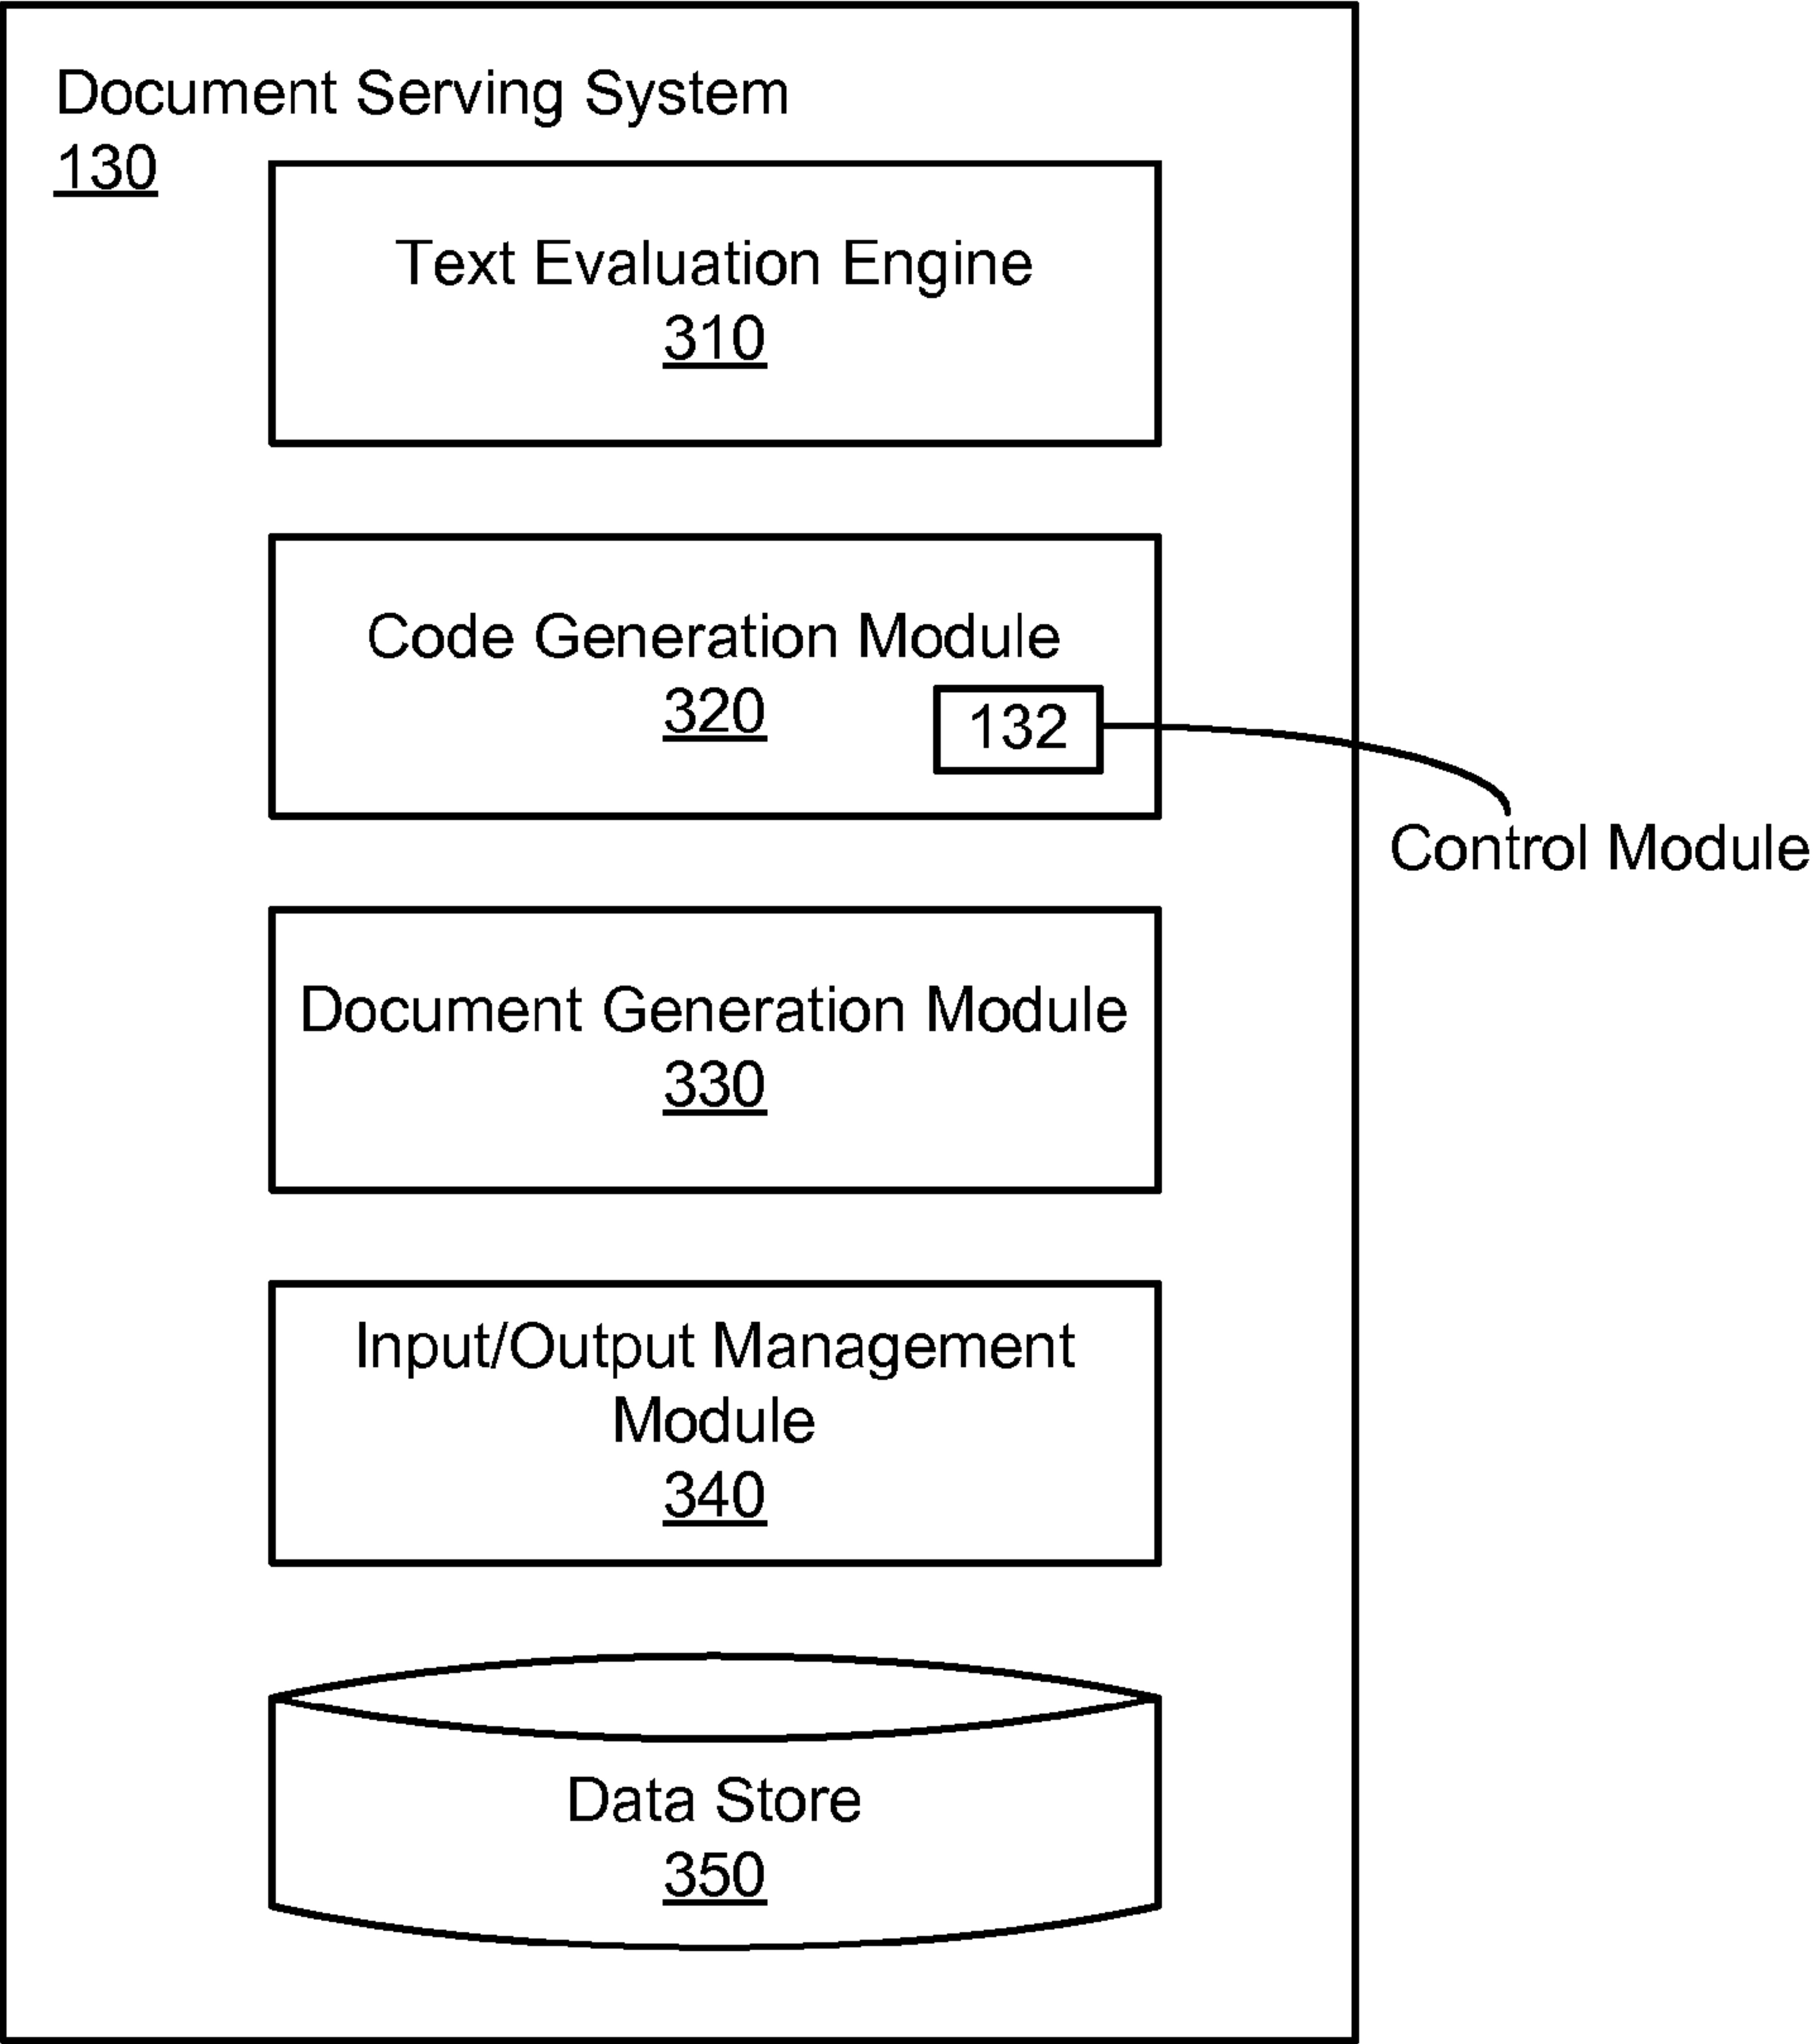 Document Serving System
130
Text Evaluation Engine
310
Code Generation Module
320
132
Control Module
Document Generation Module
330
Input/Output Management
Module
340
Data Store
350